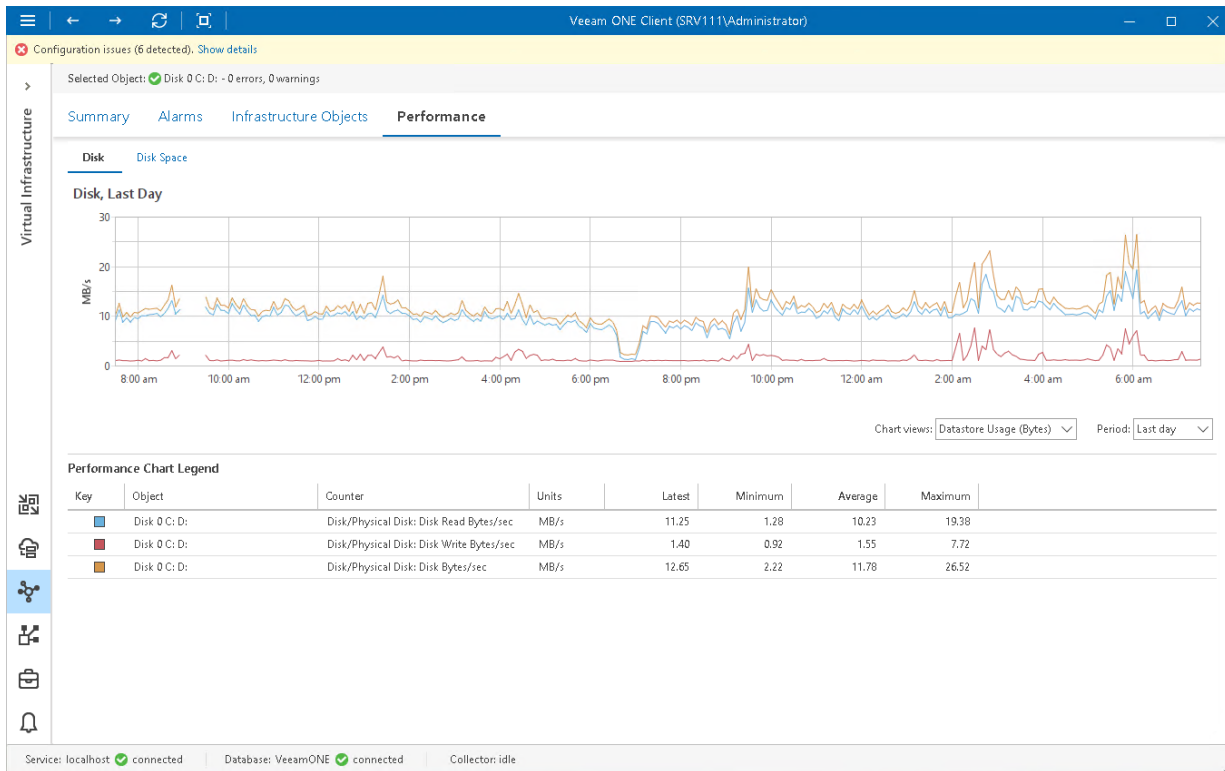 Veeam ONE Client (SRV111\Administrator)
Configuration issues (6 detected). Show details
Virtual Infrastructure
Selected Object: Disk 0 C: D: - 0 errors, 0 warnings
Summary Alarms Infrastructure Objects Performance
Disk Disk Space
Disk, Last Day
MB/s
30
20
10
0
8:00 am 10:00 am 12:00 pm 2:00 pm 4:00 pm 6:00 pm 8:00 pm 10:00 pm 12:00 am 2:00 am 4:00 am 6:00 am
Chart views: Datastore Usage (Bytes) Period: Last day
Performance Chart Legend
Key Object Counter Units Latest Minimum Average Maximum
Disk 0 C: D: Disk/Physical Disk: Disk Read Bytes/sec MB/s 11.25 1.28 10.23 19.38
Disk 0 C: D: Disk/Physical Disk: Disk Write Bytes/sec MB/s 1.40 0.92 1.55 7.72
Disk 0 C: D: Disk/Physical Disk: Disk Bytes/sec MB/s 12.65 2.22 11.78 26.52
Service: localhost connected Database: VeeamONE connected Collector: idle